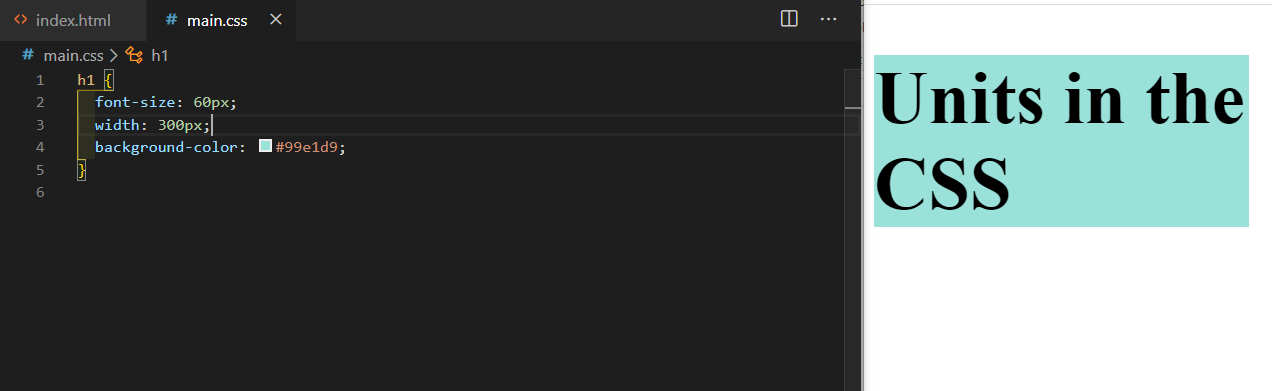 index.html
# main.css
# main.css > h1
1 h1 {
2 font-size: 60px;
3 width: 300px;
4 background-color: #99e1d9;
5 }
6
Units in the
CSS